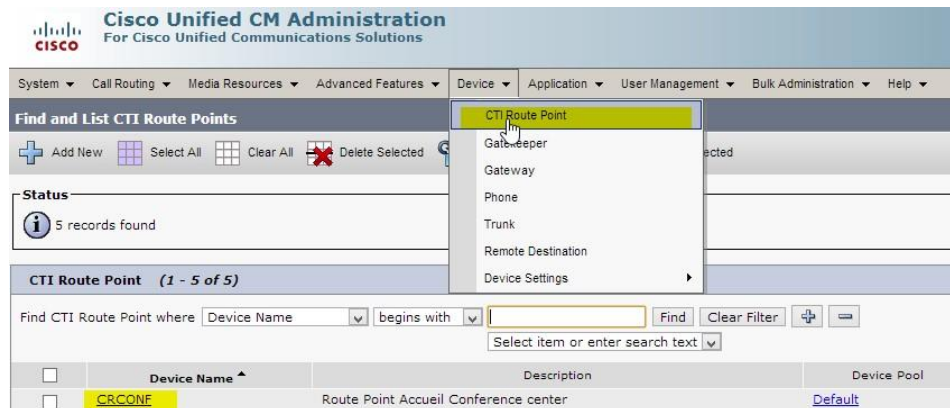 Cisco Unified CM Administration
CISCO For Cisco Unified Communications Solutions
System Call Routing Media Resources Advanced Features Device Application User Management Bulk Administration Help
Find and List CTI Route Points
CTI Route Point
Add New Select All Clear All Delete Selected
Gatekeeper
Gateway
Phone
Trunk
Remote Destination
Device Settings
Status
5 records found
CTI Route Point (1 - 5 of 5)
Find CTI Route Point where Device Name begins with Find Clear Filter
Select item or enter search text
Device Name Description Device Pool
CRCONF Route Point Accueil Conference center Default